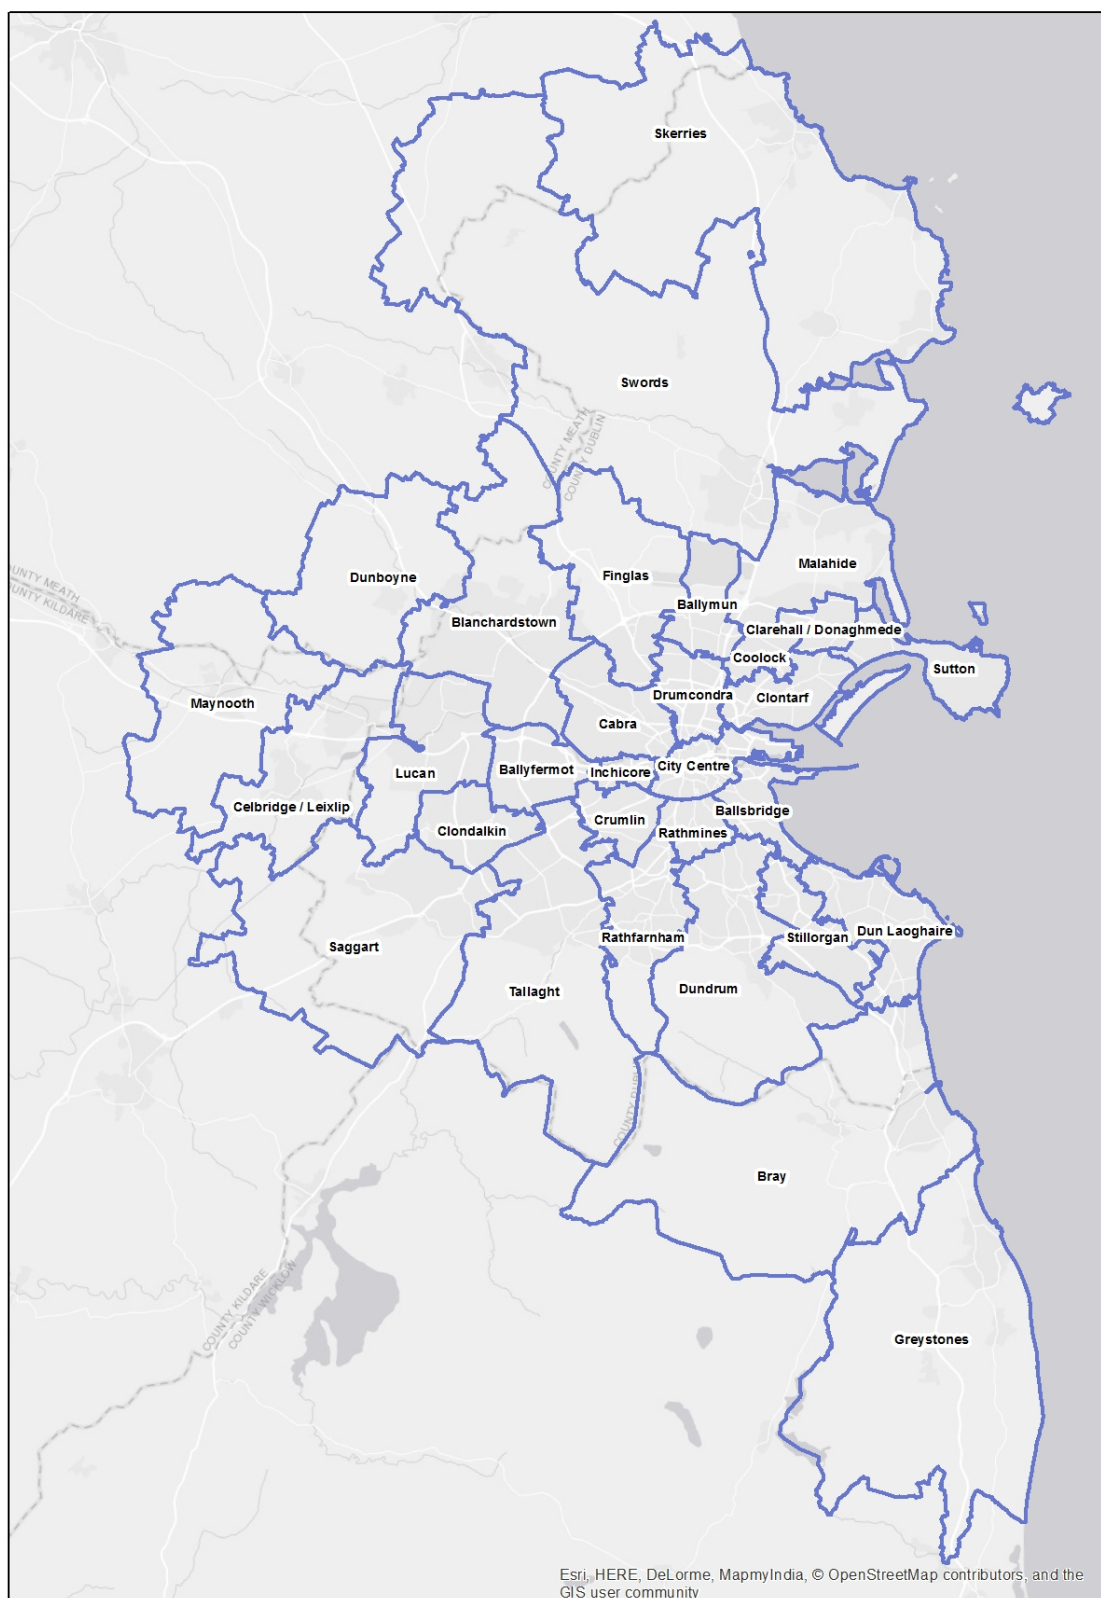 Skerries
Swords
COUNTY MEATH
COUNTY DUBLIN
Malahide
Finglas
Dunboyne
COUNTY KILDARE
Ballymun
Blanchardstown
Clarehall / Donaghmede
Coolock
Sutton
Drumcondra
Clontarf
Maynooth
Cabra
City Centre
Ballyfermot
Inchicore
Lucan
Celbridge / Leixlip
Ballsbridge
Crumlin
Clondalkin
Rathmines
Dun Laoghaire
Rathfarnham
Stillorgan
Saggart
Dundrum
Tallaght
Bray
COUNTY KILDARE
COUNTY WICKLOW
Greystones
Esri, HERE, DeLorme, MapmyIndia, © OpenStreetMap contributors, and the
GIS user community